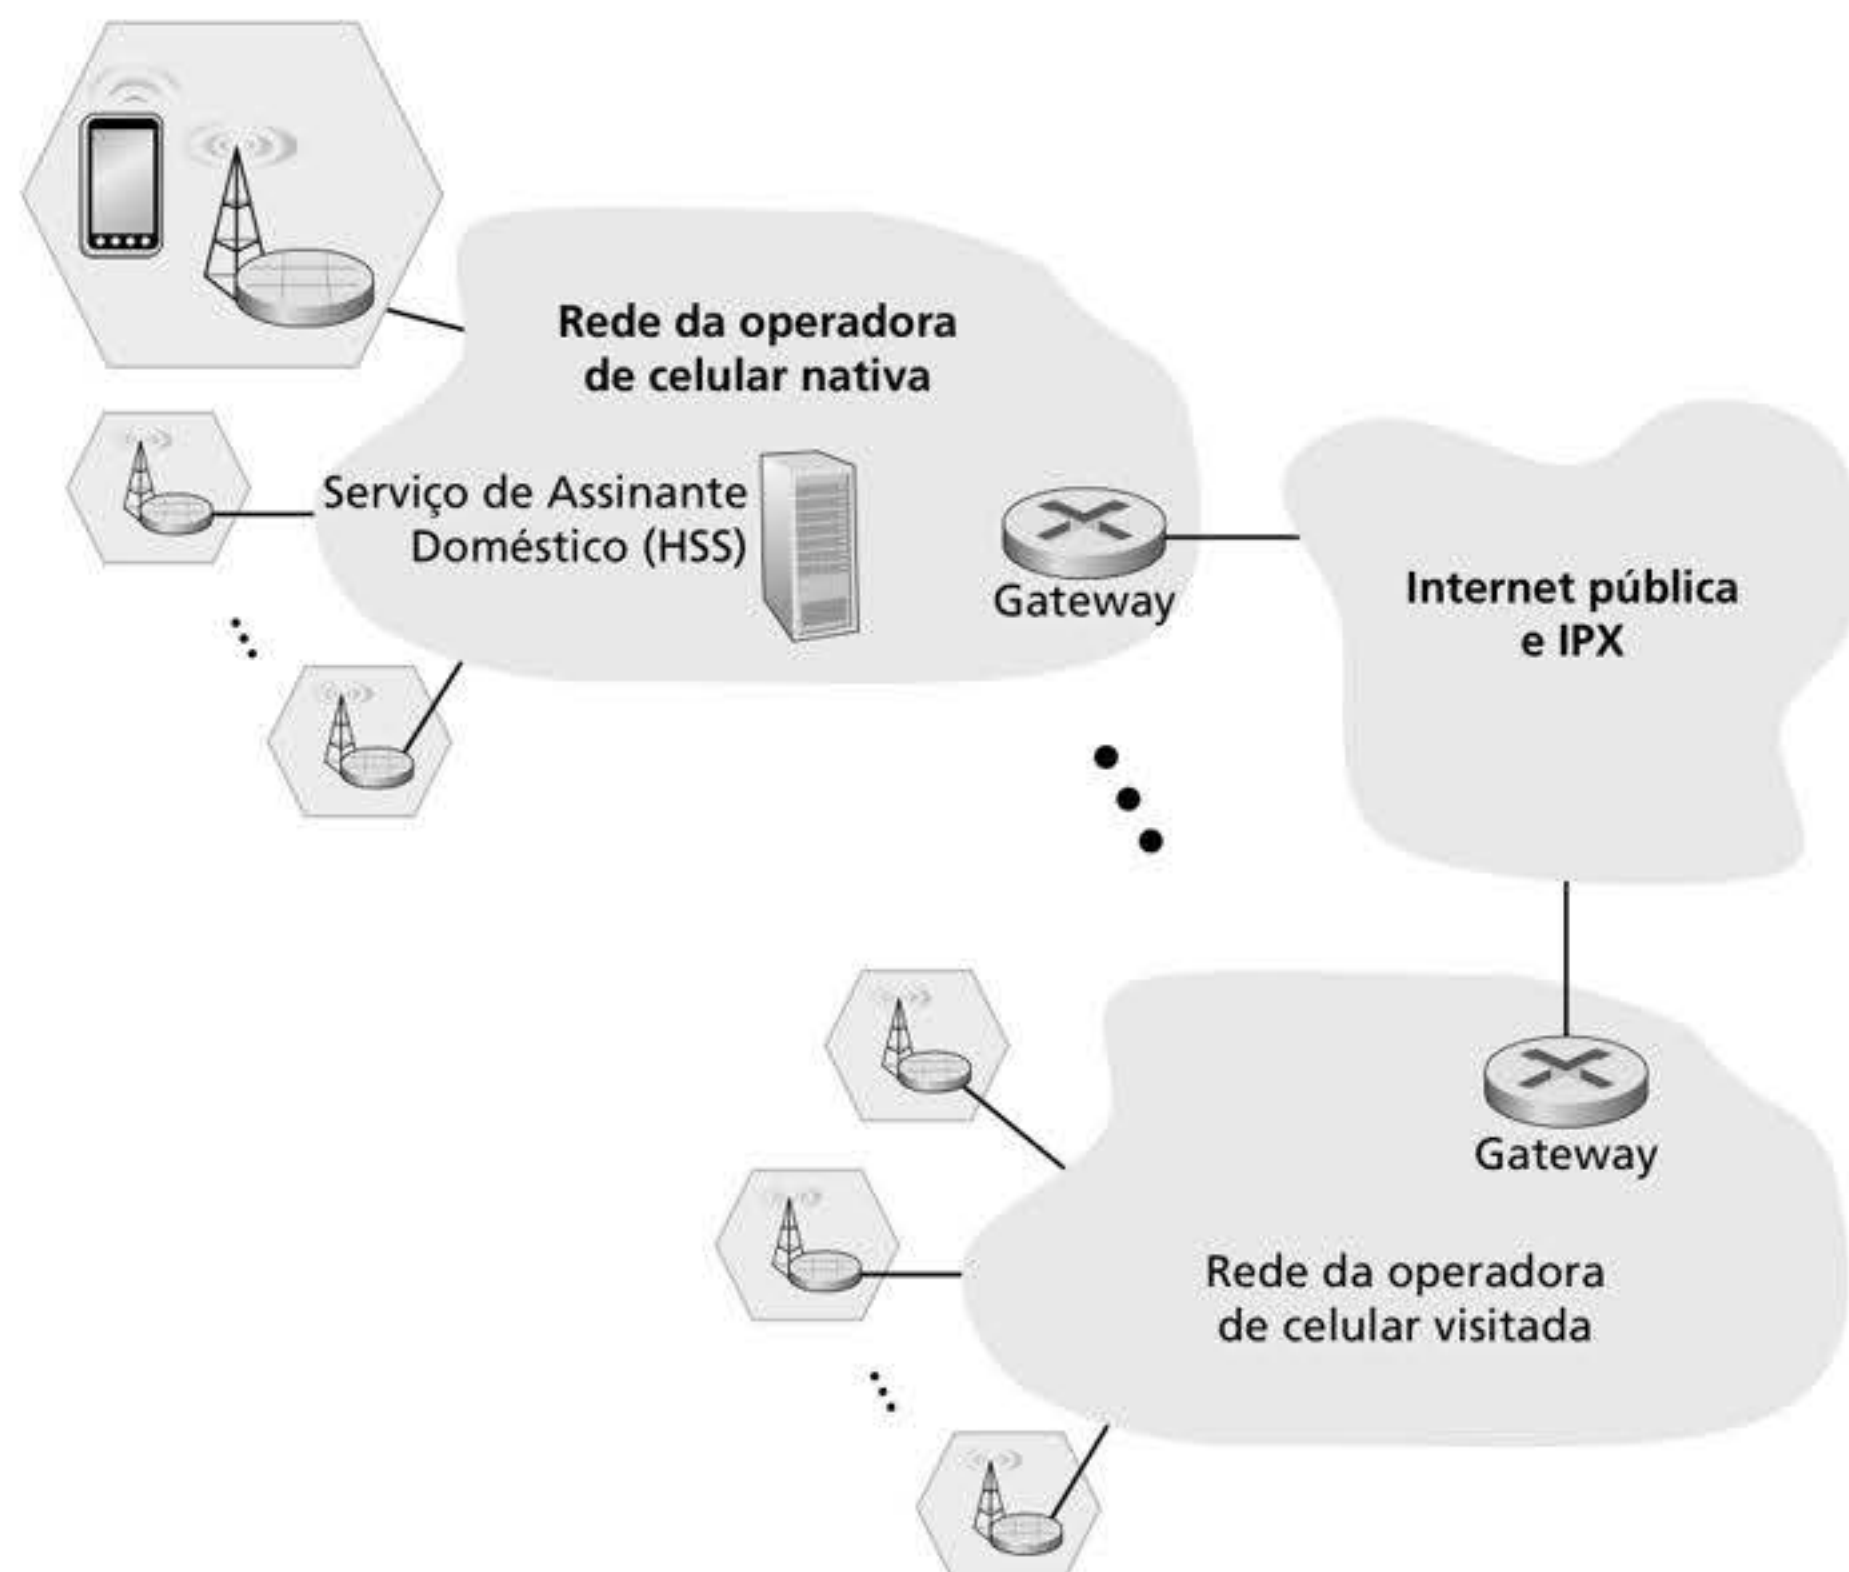 Rede da operadora
de celular nativa
Serviço de Assinante
Doméstico (HSS)
Gateway
Internet pública
e IPX
Gateway
Rede da operadora
de celular visitada